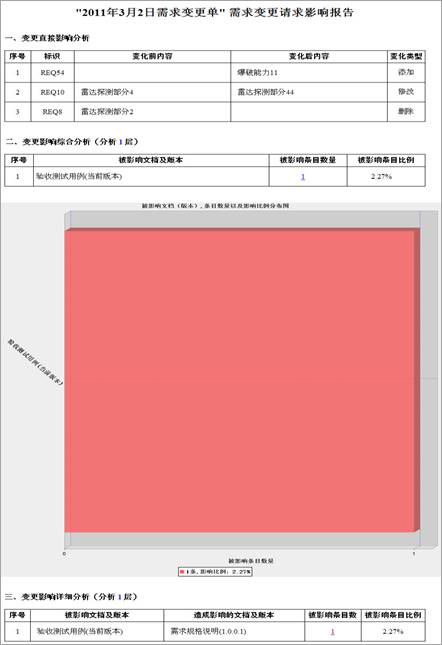 "2011年3月2日需求变更单" 需求变更请求影响报告
一、变更直接影响分析
序号 标识 变化前内容 变化后内容 变化类型
1 REQ54 爆破能力11 添加
2 REQ10 雷达探测部分4 雷达探测部分44 修改
3 REQ8 雷达探测部分2 删除
二、变更影响综合分析（分析 1 层）
序号 被影响文档及版本 被影响条目数量 被影响条目比例
1 验收测试用例(当前版本) 1 2.27%
被影响文档（版本）,条目数量以及影响比例分布图
验收测试用例(当前版本)
0 1
被影响条目数量
1条,影响比例: 2.27%
三、变更影响详细分析（分析 1 层）
序号 被影响文档及版本 造成影响的文档及版本 被影响条目数 被影响条目比例
1 验收测试用例(当前版本) 需求规格说明(1.0.0.1) 1 2.27%